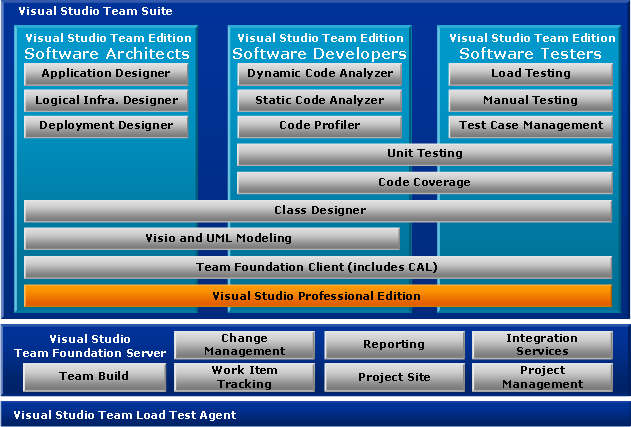 Visual Studio Team Suite
Visual Studio Team Edition
Software Architects
Application Designer
Logical Infra. Designer
Deployment Designer
Visual Studio Team Edition
Software Developers
Dynamic Code Analyzer
Static Code Analyzer
Code Profiler
Visual Studio Team Edition
Software Testers
Load Testing
Manual Testing
Test Case Management
Unit Testing
Code Coverage
Class Designer
Visio and UML Modeling
Team Foundation Client (includes CAL)
Visual Studio Professional Edition
Visual Studio
Team Foundation Server
Change
Management
Reporting
Integration
Services
Team Build
Work Item
Tracking
Project Site
Project
Management
Visual Studio Team Load Test Agent